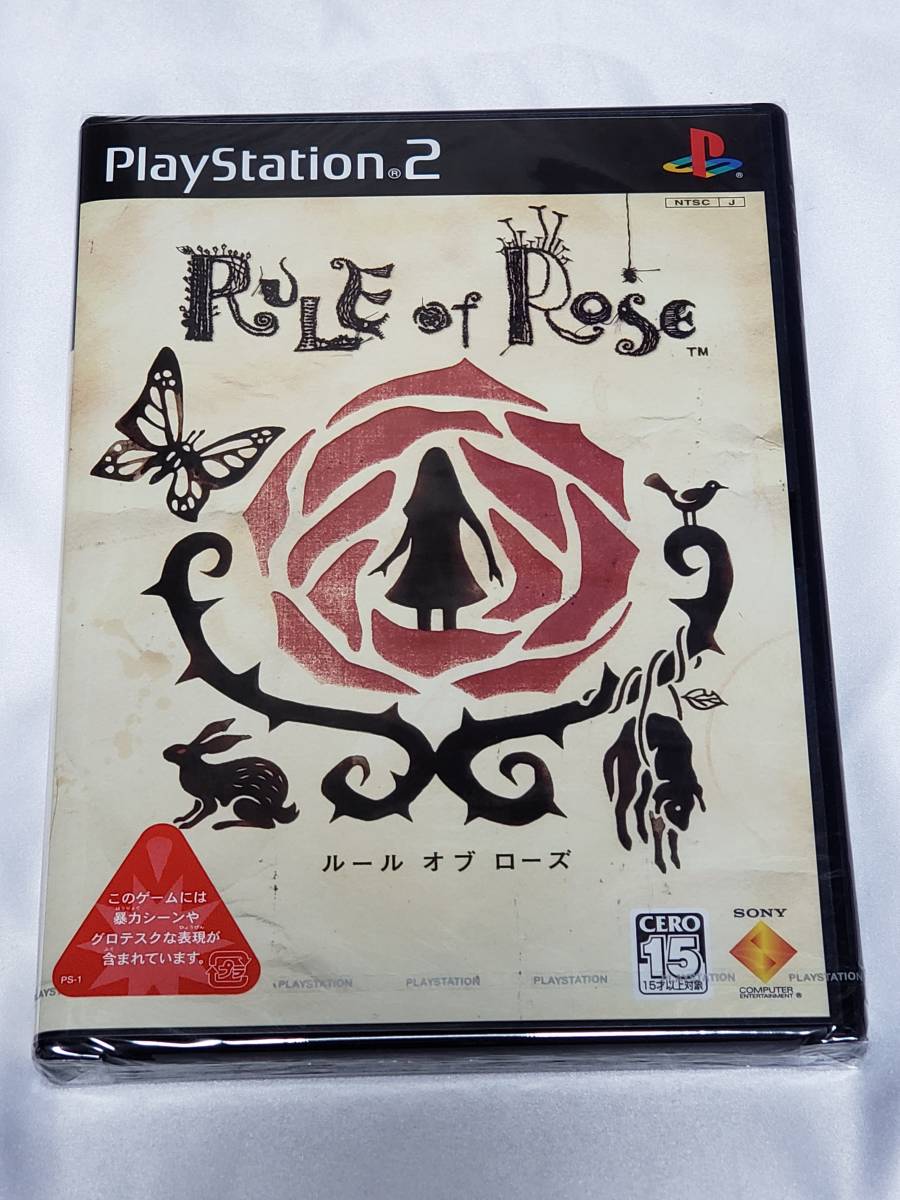 PlayStation®2
NTSC J
RULE of ROSE™
ルール オブ ローズ
このゲームには
暴力シーンや
グロテスクな表現が
含まれています。
PS-1
CERO
15
15才以上対象
SONY
COMPUTER
ENTERTAINMENT ®
PLAYSTATION PLAYSTATION PLAYSTATION PLAYSTATION PLAYSTATION